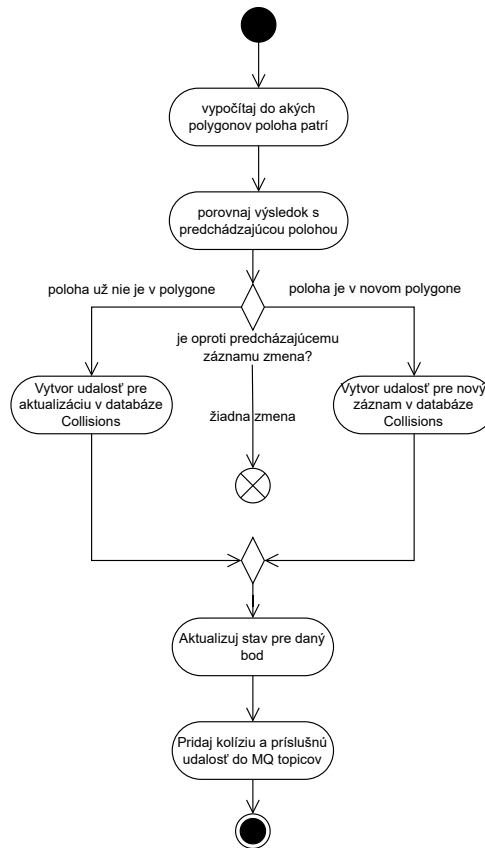 vypočítaj do akých
polygonov poloha patrí
porovnaj výsledok s
predchádzajúcou polohou
poloha už nie je v polygone
poloha je v novom polygone
je oproti predcházajúcemu
záznamu zmena?
Vytvor udalosť pre
aktualizáciu v databáze
Collisions
Vytvor udalosť pre nový
záznam v databáze
Collisions
žiadna zmena
Aktualizuj stav pre daný
bod
Pridaj kolíziu a príslušnú
udalosť do MQ topicov